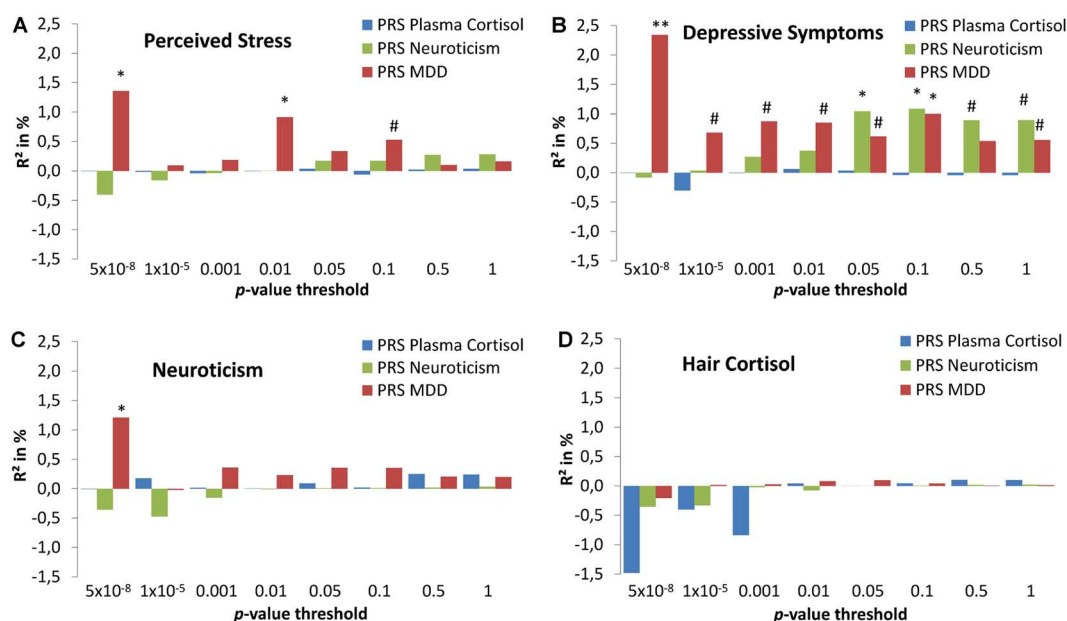 A
Perceived Stress
PRS Plasma Cortisol
PRS Neuroticism
PRS MDD
R² in %
2,5
2,0
1,5
1,0
0,5
0,0
-0,5
-1,0
-1,5
*
*
#
5x10⁻⁸ 1x10⁻⁵ 0.001 0.01 0.05 0.1 0.5 1
p-value threshold
B
Depressive Symptoms
PRS Plasma Cortisol
PRS Neuroticism
PRS MDD
R² in %
2,5
2,0
1,5
1,0
0,5
0,0
-0,5
-1,0
-1,5
**
#
#
#
*
#
*
*
#
#
#
5x10⁻⁸ 1x10⁻⁵ 0.001 0.01 0.05 0.1 0.5 1
p-value threshold
C
Neuroticism
PRS Plasma Cortisol
PRS Neuroticism
PRS MDD
R² in %
2,5
2,0
1,5
1,0
0,5
0,0
-0,5
-1,0
-1,5
*
5x10⁻⁸ 1x10⁻⁵ 0.001 0.01 0.05 0.1 0.5 1
p-value threshold
D
Hair Cortisol
PRS Plasma Cortisol
PRS Neuroticism
PRS MDD
R² in %
2,5
2,0
1,5
1,0
0,5
0,0
-0,5
-1,0
-1,5
5x10⁻⁸ 1x10⁻⁵ 0.001 0.01 0.05 0.1 0.5 1
p-value threshold